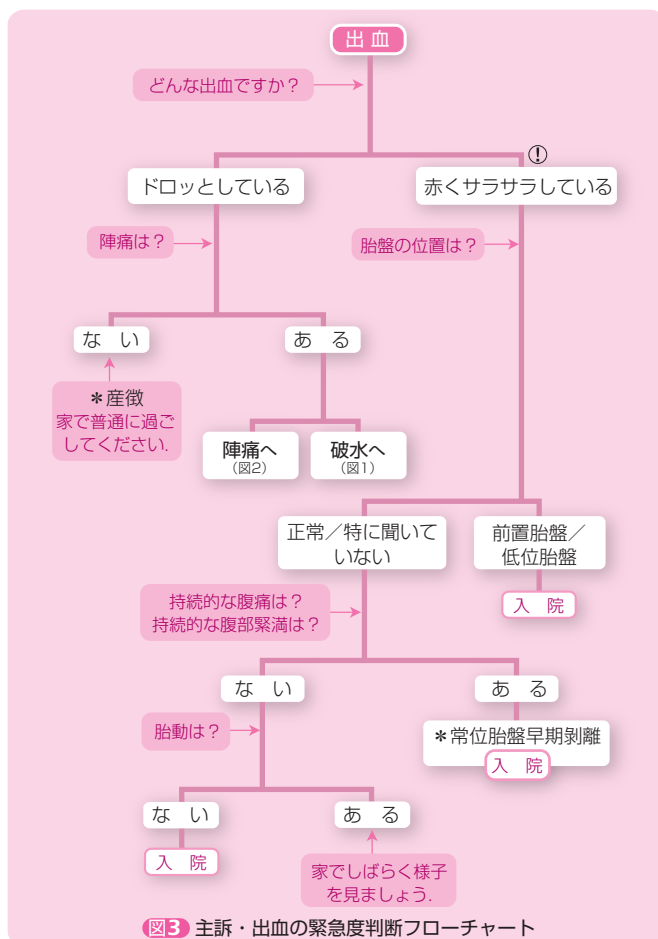 出血
どんな出血ですか？
!
ドロッとしている
赤くサラサラしている
陣痛は？
胎盤の位置は？
な　い
あ　る
＊産徴
家で普通に過ご
してください.
陣痛へ
（図2）
破水へ
（図1）
正常／特に聞いて
いない
前置胎盤／
低位胎盤
入　院
持続的な腹痛は？
持続的な腹部緊満は？
な　い
あ　る
胎動は？
＊常位胎盤早期剝離
入　院
な　い
あ　る
入　院
家でしばらく様子
を見ましょう.
図3 主訴・出血の緊急度判断フローチャート